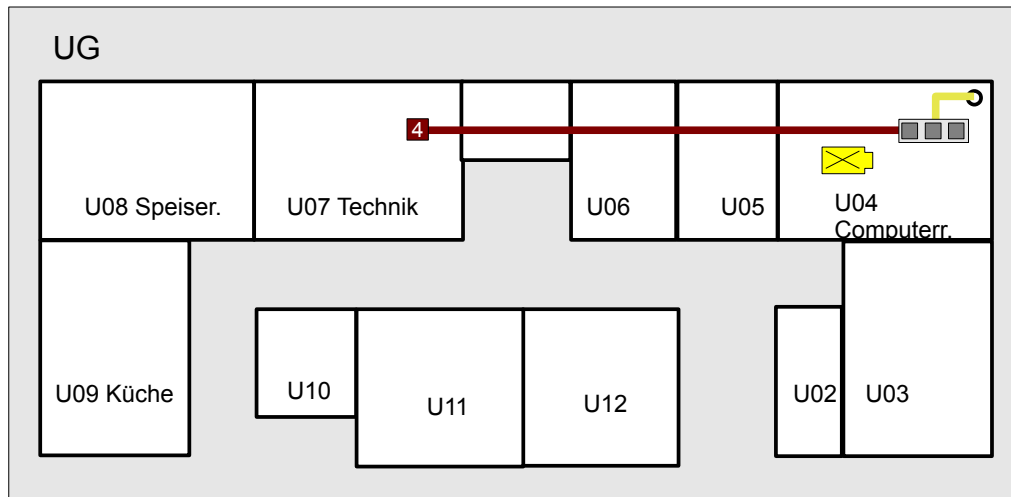 UG
4
U08 Speiser.
U07 Technik
U06
U05
U04
Computerr.
U09 Küche
U10
U11
U12
U02
U03